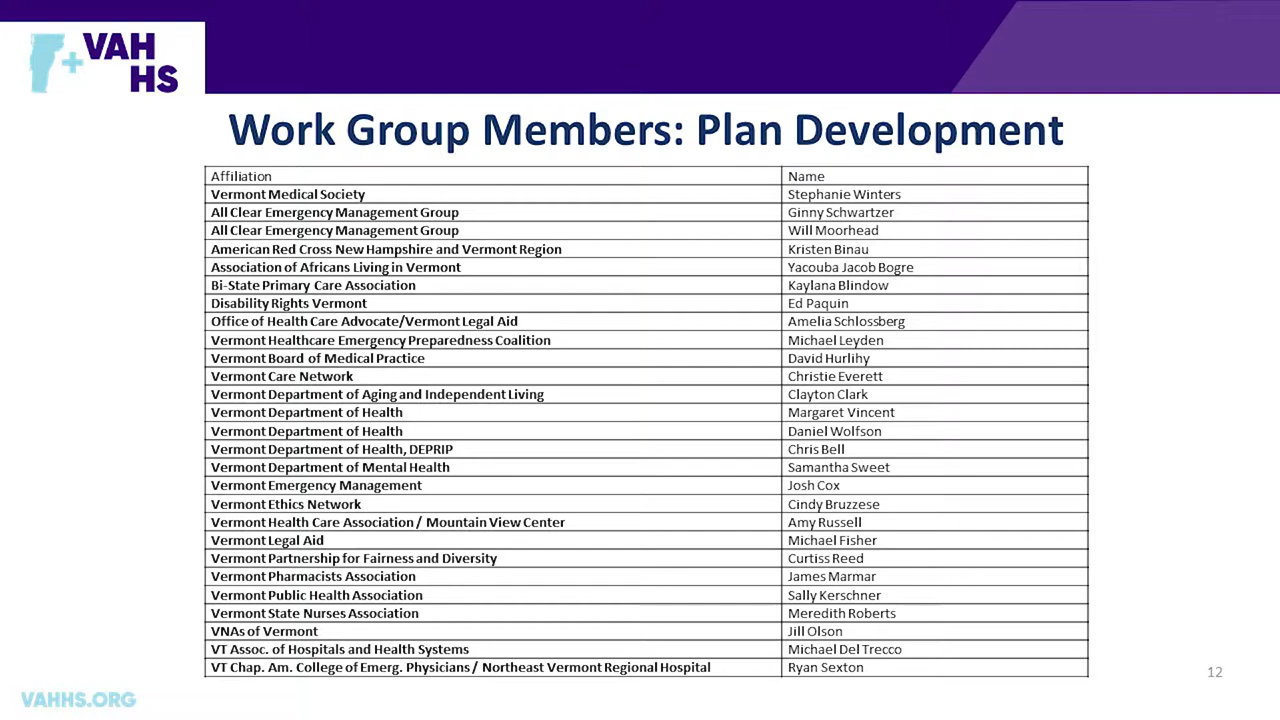 VAH
HS
Work Group Members: Plan Development
Affiliation Name
Vermont Medical Society Stephanie Winters
All Clear Emergency Management Group Ginny Schwartzer
All Clear Emergency Management Group Will Moorhead
American Red Cross New Hampshire and Vermont Region Kristen Binau
Association of Africans Living in Vermont Yacouba Jacob Bogre
Bi-State Primary Care Association Kaylana Blindow
Disability Rights Vermont Ed Paquin
Office of Health Care Advocate/Vermont Legal Aid Amelia Schlossberg
Vermont Healthcare Emergency Preparedness Coalition Michael Leyden
Vermont Board of Medical Practice David Hurlihy
Vermont Care Network Christie Everett
Vermont Department of Aging and Independent Living Clayton Clark
Vermont Department of Health Margaret Vincent
Vermont Department of Health Daniel Wolfson
Vermont Department of Health, DEPRIP Chris Bell
Vermont Department of Mental Health Samantha Sweet
Vermont Emergency Management Josh Cox
Vermont Ethics Network Cindy Bruzzese
Vermont Health Care Association / Mountain View Center Amy Russell
Vermont Legal Aid Michael Fisher
Vermont Partnership for Fairness and Diversity Curtiss Reed
Vermont Pharmacists Association James Marmar
Vermont Public Health Association Sally Kerschner
Vermont State Nurses Association Meredith Roberts
VNAs of Vermont Jill Olson
VT Assoc. of Hospitals and Health Systems Michael Del Trecco
VT Chap. Am. College of Emerg. Physicians / Northeast Vermont Regional Hospital Ryan Sexton
12
VAHHS.ORG